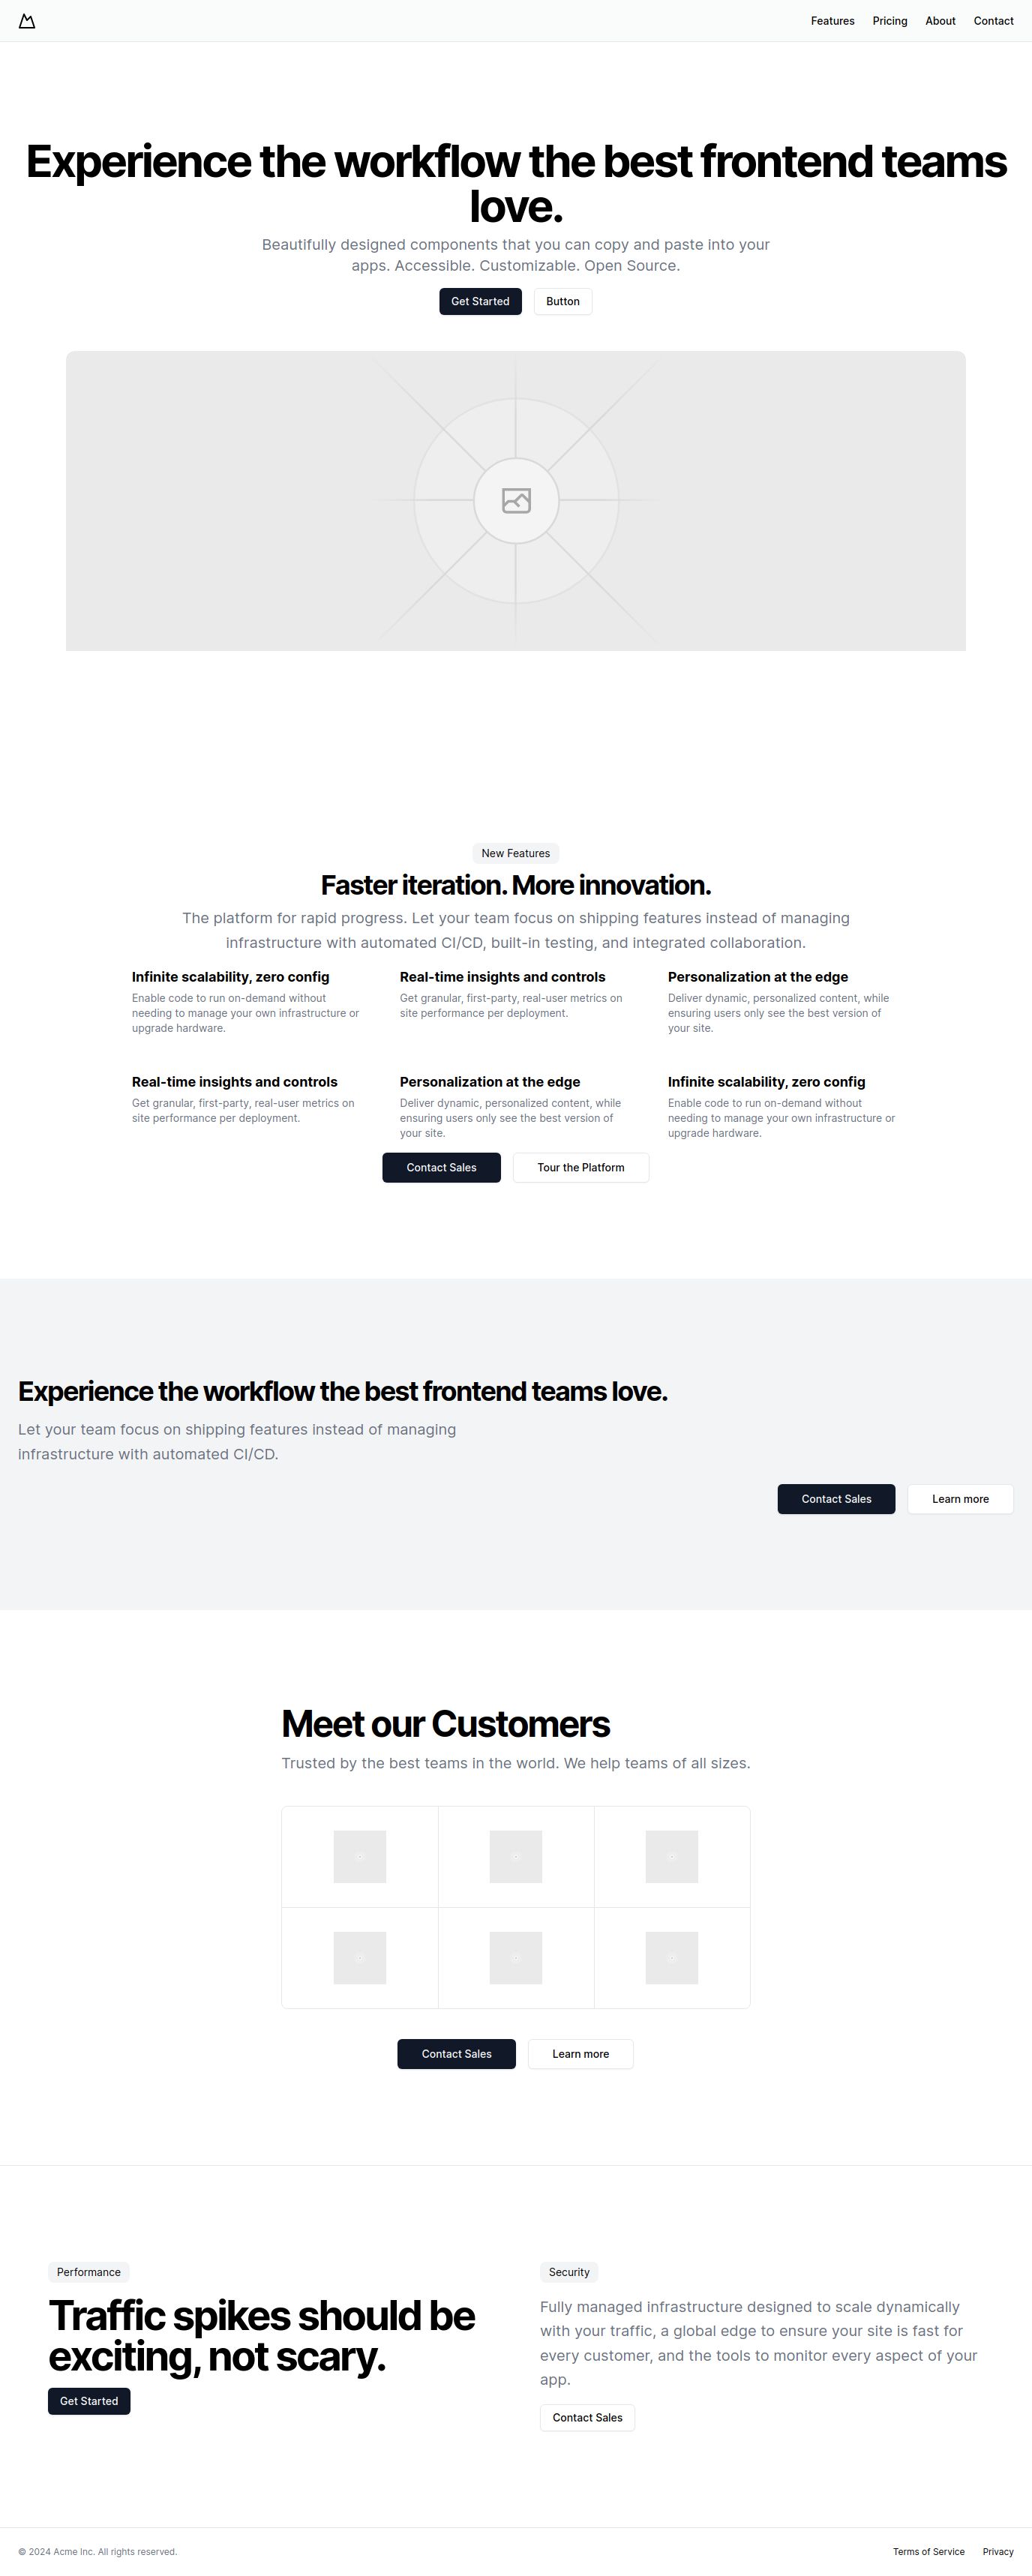 Features Pricing About Contact
Experience the workflow the best frontend teams
love.
Beautifully designed components that you can copy and paste into your
apps. Accessible. Customizable. Open Source.
Get Started Button
New Features
Faster iteration. More innovation.
The platform for rapid progress. Let your team focus on shipping features instead of managing
infrastructure with automated CI/CD, built-in testing, and integrated collaboration.
Infinite scalability, zero config
Enable code to run on-demand without
needing to manage your own infrastructure or
upgrade hardware.
Real-time insights and controls
Get granular, first-party, real-user metrics on
site performance per deployment.
Personalization at the edge
Deliver dynamic, personalized content, while
ensuring users only see the best version of
your site.
Real-time insights and controls
Get granular, first-party, real-user metrics on
site performance per deployment.
Personalization at the edge
Deliver dynamic, personalized content, while
ensuring users only see the best version of
your site.
Infinite scalability, zero config
Enable code to run on-demand without
needing to manage your own infrastructure or
upgrade hardware.
Contact Sales Tour the Platform
Experience the workflow the best frontend teams love.
Let your team focus on shipping features instead of managing
infrastructure with automated CI/CD.
Contact Sales Learn more
Meet our Customers
Trusted by the best teams in the world. We help teams of all sizes.
Contact Sales Learn more
Performance
Traffic spikes should be
exciting, not scary.
Get Started
Security
Fully managed infrastructure designed to scale dynamically
with your traffic, a global edge to ensure your site is fast for
every customer, and the tools to monitor every aspect of your
app.
Contact Sales
© 2024 Acme Inc. All rights reserved.
Terms of Service Privacy